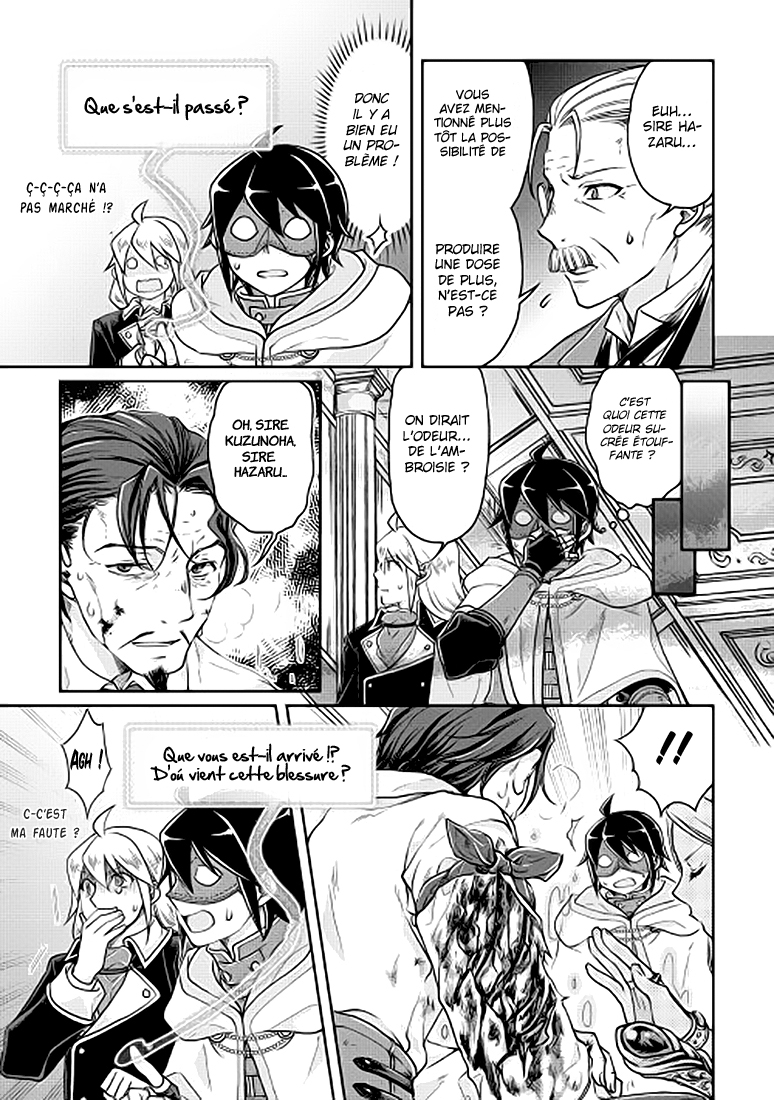 EUH...
SIRE HA-
ZARU...
VOUS
AVEZ MEN-
TIONNÉ PLUS
TÔT LA POS-
SIBILITÉ DE
PRODUIRE
UNE DOSE
DE PLUS,
N'EST-CE
PAS ?
DONC
IL Y A
BIEN EU
UN PRO-
BLÈME !
Que s'est-il passé ?
Ç-Ç-Ç-ÇA N'A
PAS MARCHÉ !?
C'EST
QUOI CETTE
ODEUR SU-
CRÉE ÉTOUF-
FANTE ?
ON DIRAIT
L'ODEUR...
DE L'AM-
BROISIE ?
OH, SIRE
KUZUNOHA,
SIRE
HAZARU...
!!
Que vous est-il arrivé !?
D'oú vient cette blessure ?
AGH !
C-C'EST
MA FAUTE ?